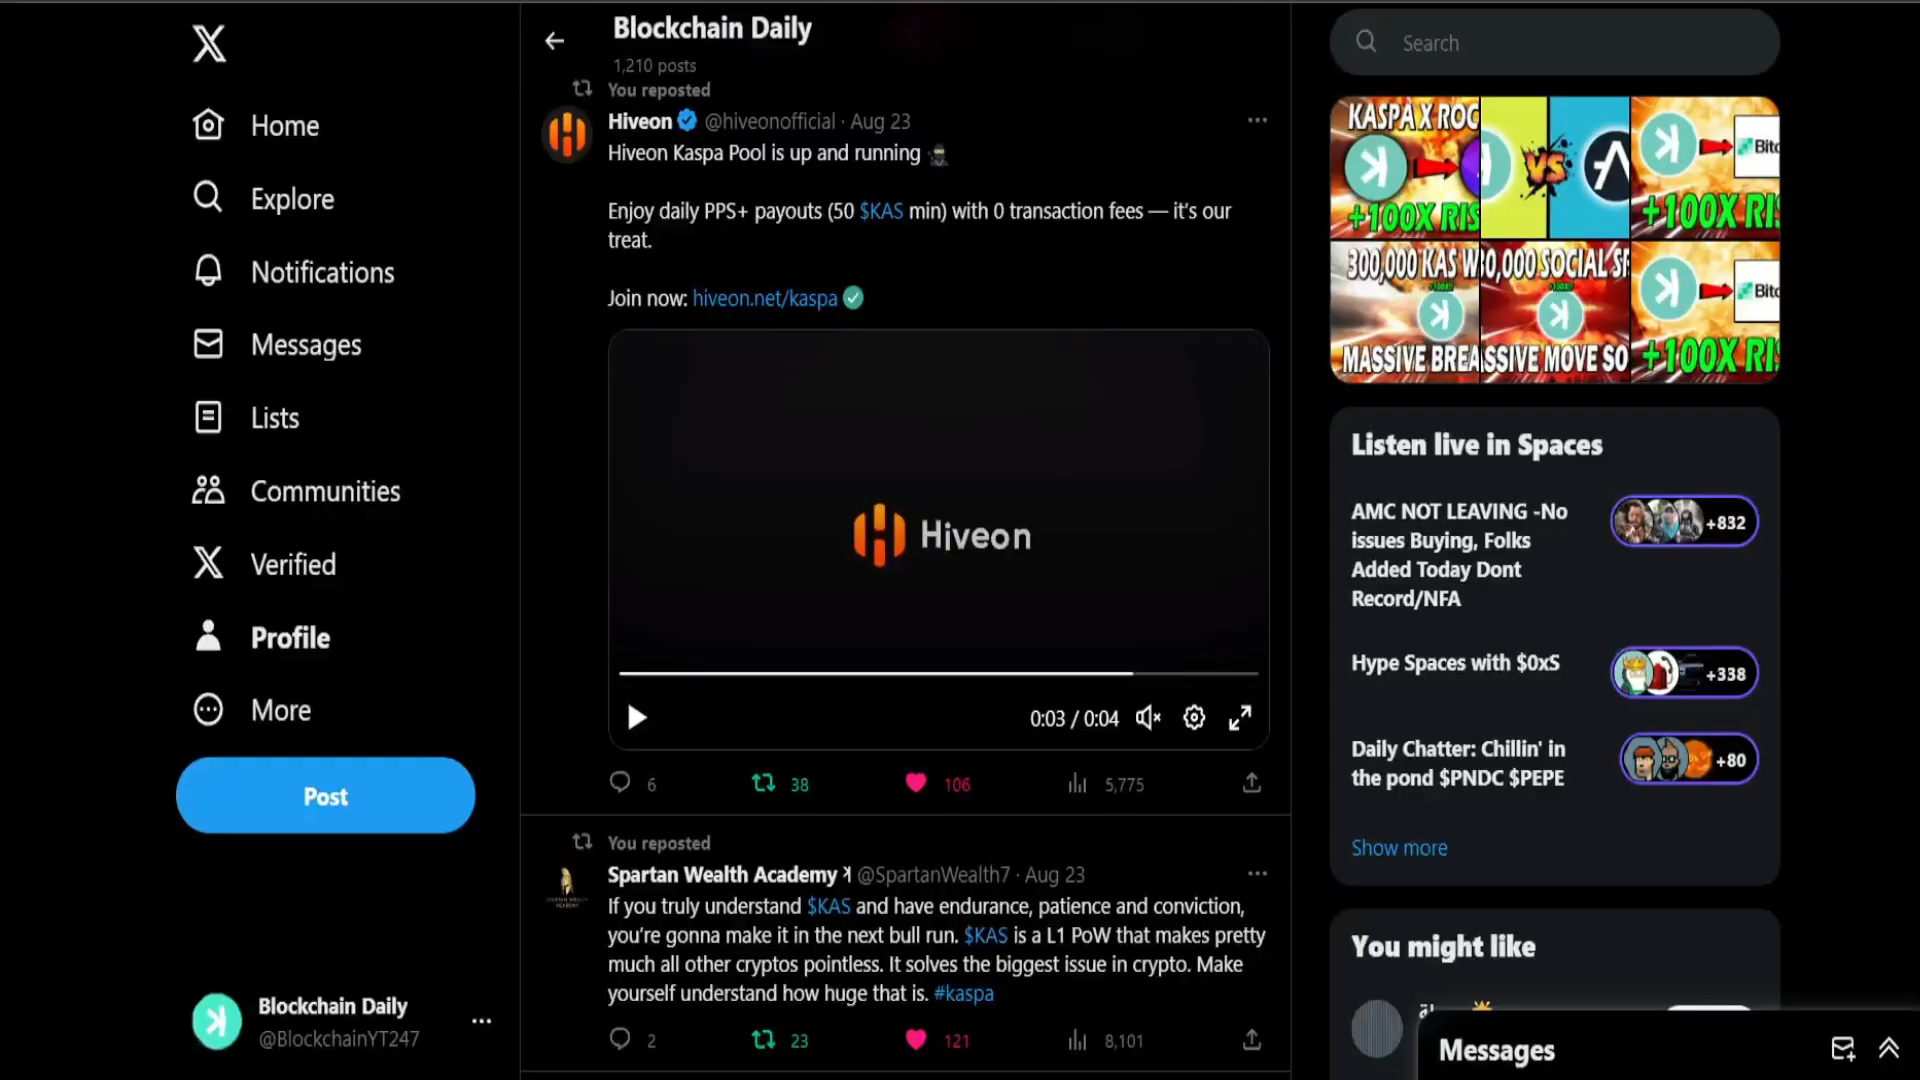 Home
Explore
Notifications
Messages
Lists
Communities
Verified
Profile
More
Post
Blockchain Daily
@BlockchainYT247
Blockchain Daily
1,210 posts
You reposted
Hiveon @hiveonofficial · Aug 23
Hiveon Kaspa Pool is up and running
Enjoy daily PPS+ payouts (50 $KAS min) with 0 transaction fees — it's our
treat.
Join now: hiveon.net/kaspa
Hiveon
0:03 / 0:04
6 38 106 5,775
You reposted
Spartan Wealth Academy @SpartanWealth7 · Aug 23
If you truly understand $KAS and have endurance, patience and conviction,
you're gonna make it in the next bull run. $KAS is a L1 PoW that makes pretty
much all other cryptos pointless. It solves the biggest issue in crypto. Make
yourself understand how huge that is. #kaspa
2 23 121 8,101
Search
KASPA X ROC
+100X RIS
VS
Bitc
+100X RIS
300,000 KAS W
MASSIVE BREA
0,000 SOCIAL SP
SSIVE MOVE SO
Bitc
+100X RIS
Listen live in Spaces
AMC NOT LEAVING -No
issues Buying, Folks
Added Today Dont
Record/NFA
+832
Hype Spaces with $0xS
+338
Daily Chatter: Chillin' in
the pond $PNDC $PEPE
+80
Show more
You might like
Messages